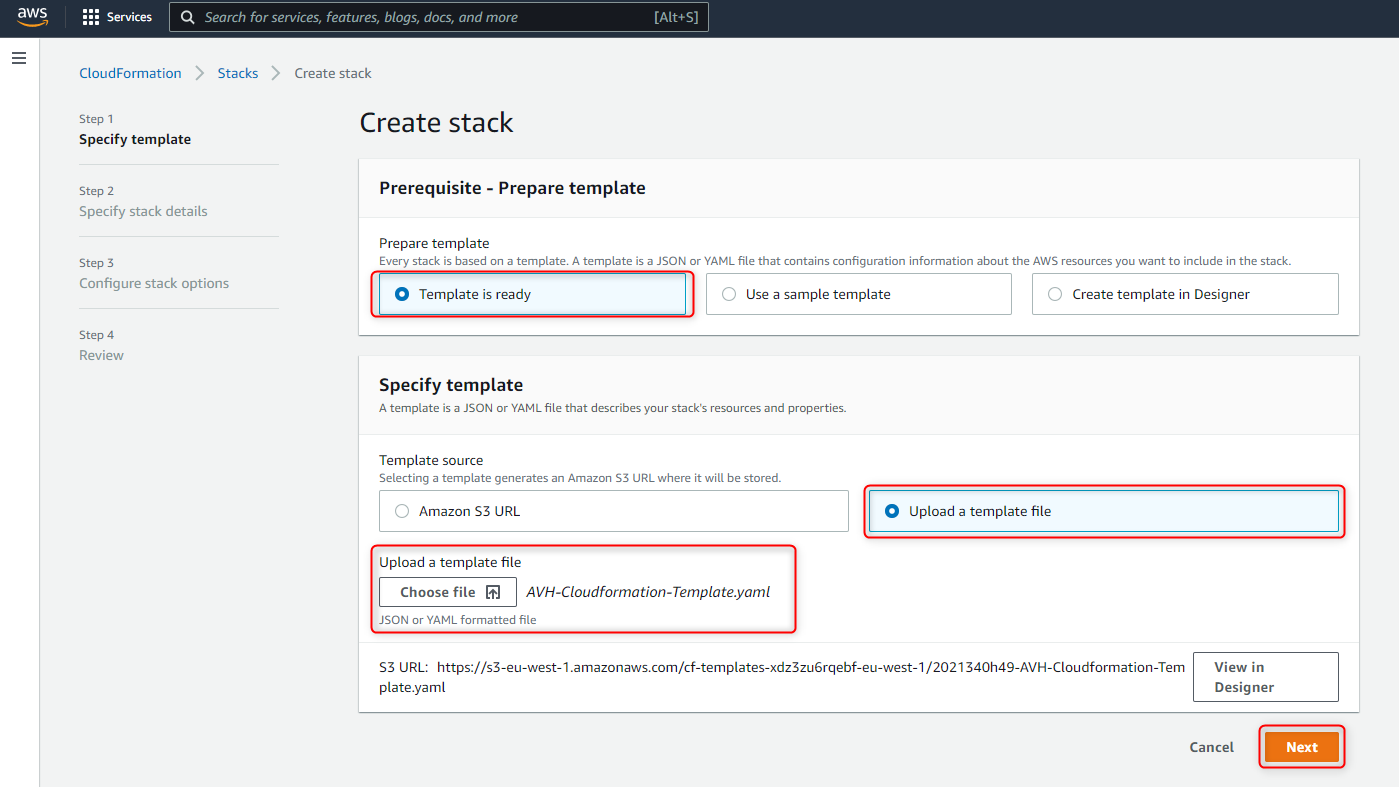 aws
Services
Search for services, features, blogs, docs, and more
[Alt+S]
CloudFormation
Stacks
Create stack
Step 1
Specify template
Step 2
Specify stack details
Step 3
Configure stack options
Step 4
Review
Create stack
Prerequisite - Prepare template
Prepare template
Every stack is based on a template. A template is a JSON or YAML file that contains configuration information about the AWS resources you want to include in the stack.
Template is ready
Use a sample template
Create template in Designer
Specify template
A template is a JSON or YAML file that describes your stack's resources and properties.
Template source
Selecting a template generates an Amazon S3 URL where it will be stored.
Amazon S3 URL
Upload a template file
Upload a template file
Choose file
AVH-Cloudformation-Template.yaml
JSON or YAML formatted file
S3 URL: https://s3-eu-west-1.amazonaws.com/cf-templates-xdz3zu6rqebf-eu-west-1/2021340h49-AVH-Cloudformation-Tem
plate.yaml
View in
Designer
Cancel
Next